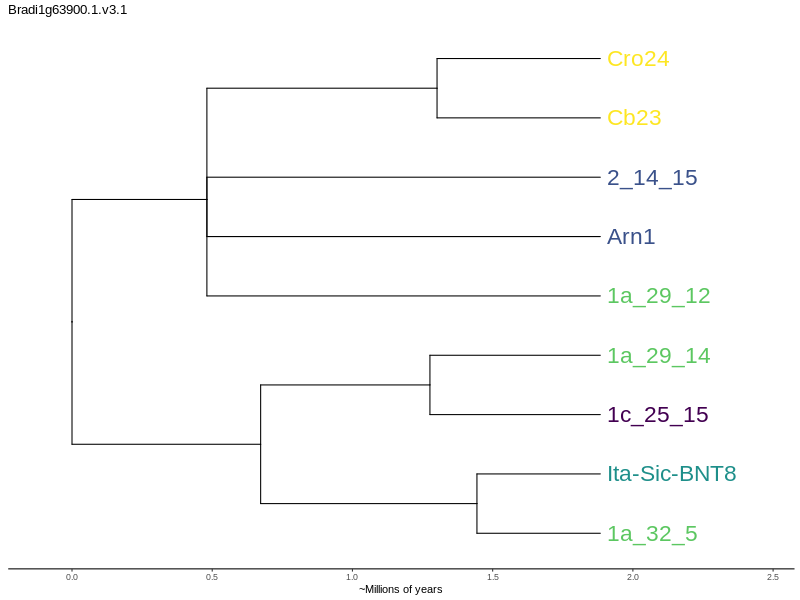 Bradi1g63900.1.v3.1
Cro24
Cb23
2_14_15
Arn1
1a_29_12
1a_29_14
1c_25_15
Ita-Sic-BNT8
1a_32_5
0.0 0.5 1.0 1.5 2.0 2.5
~Millions of years